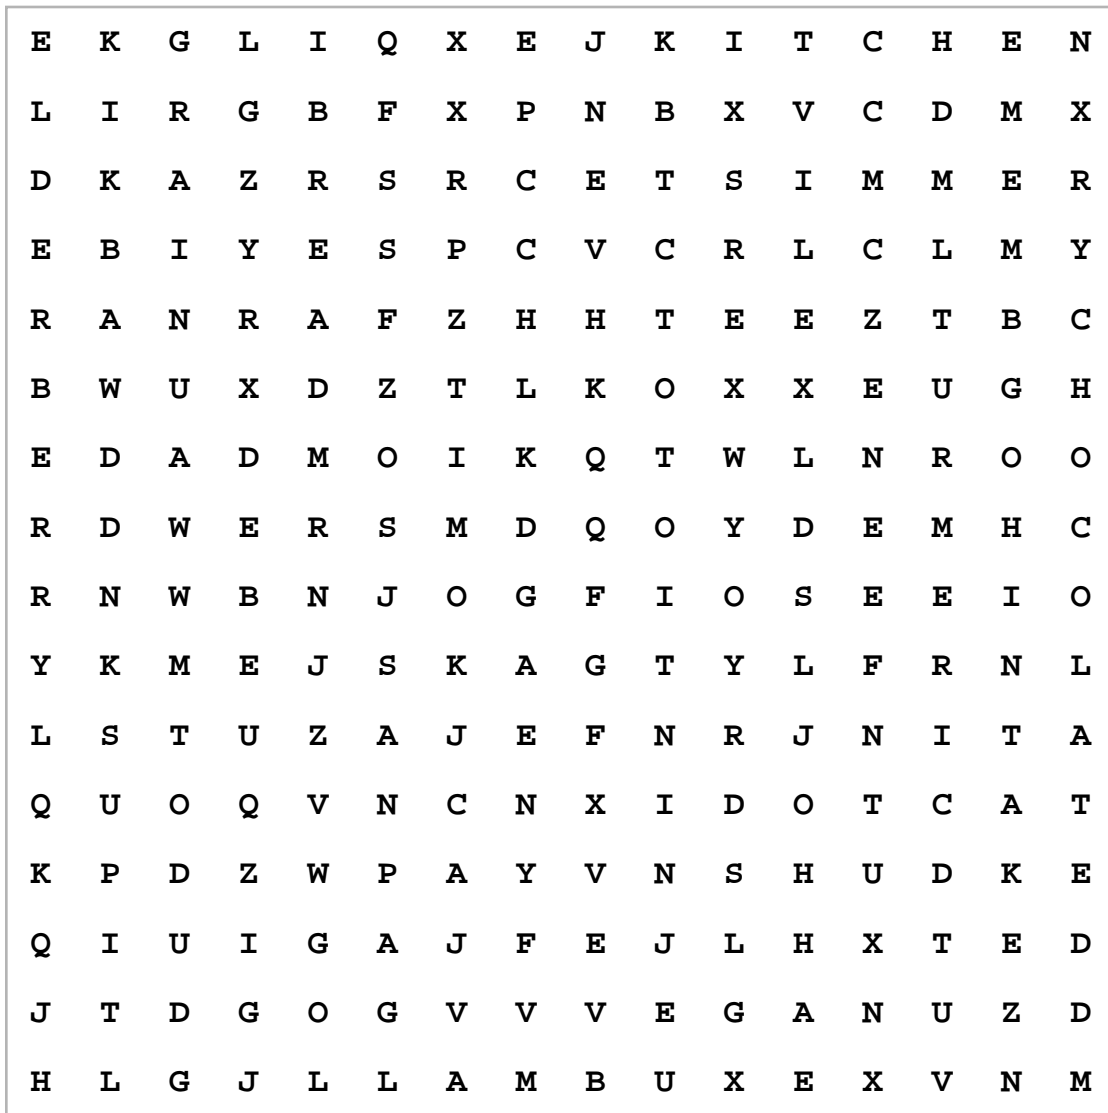 E K G L I Q X E J K I T C H E N
L I R G B F X P N B X V C D M X
D K A Z R S R C E T S I M M E R
E B I Y E S P C V C R L C L M Y
R A N R A F Z H H T E E Z T B C
B W U X D Z T L K O X X E U G H
E D A D M O I K Q T W L N R O O
R D W E R S M D Q O Y D E M H C
R N W B N J O G F I O S E E I O
Y K M E J S K A G T Y L F R N L
L S T U Z A J E F N R J N I T A
Q U O Q V N C N X I D O T C A T
K P D Z W P A Y V N S H U D K E
Q I U I G A J F E J L H X T E D
J T D G O G V V V E G A N U Z D
H L G J L L A M B U X E X V N M